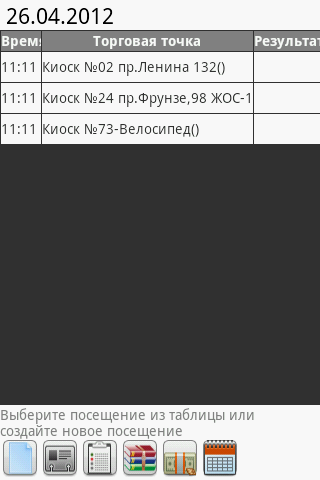 26.04.2012
Время Торговая точка Результат
11:11 Киоск №02 пр.Ленина 132()
11:11 Киоск №24 пр.Фрунзе,98 ЖОС-1
11:11 Киоск №73-Велосипед()
Выберите посещение из таблицы или
создайте новое посещение